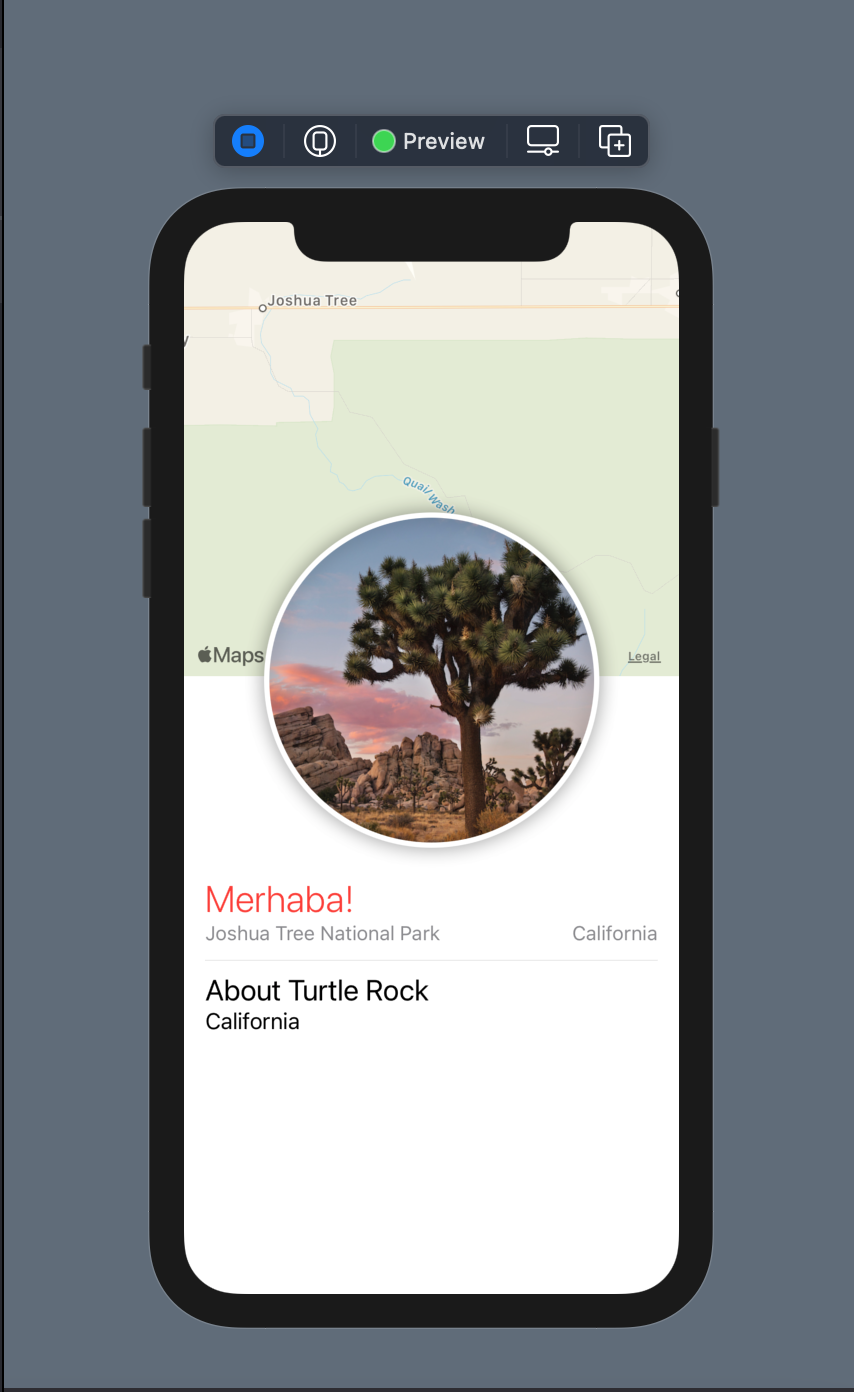 Preview
Joshua Tree
y
Quail Wash
Maps
Legal
Merhaba!
Joshua Tree National Park California
About Turtle Rock
California